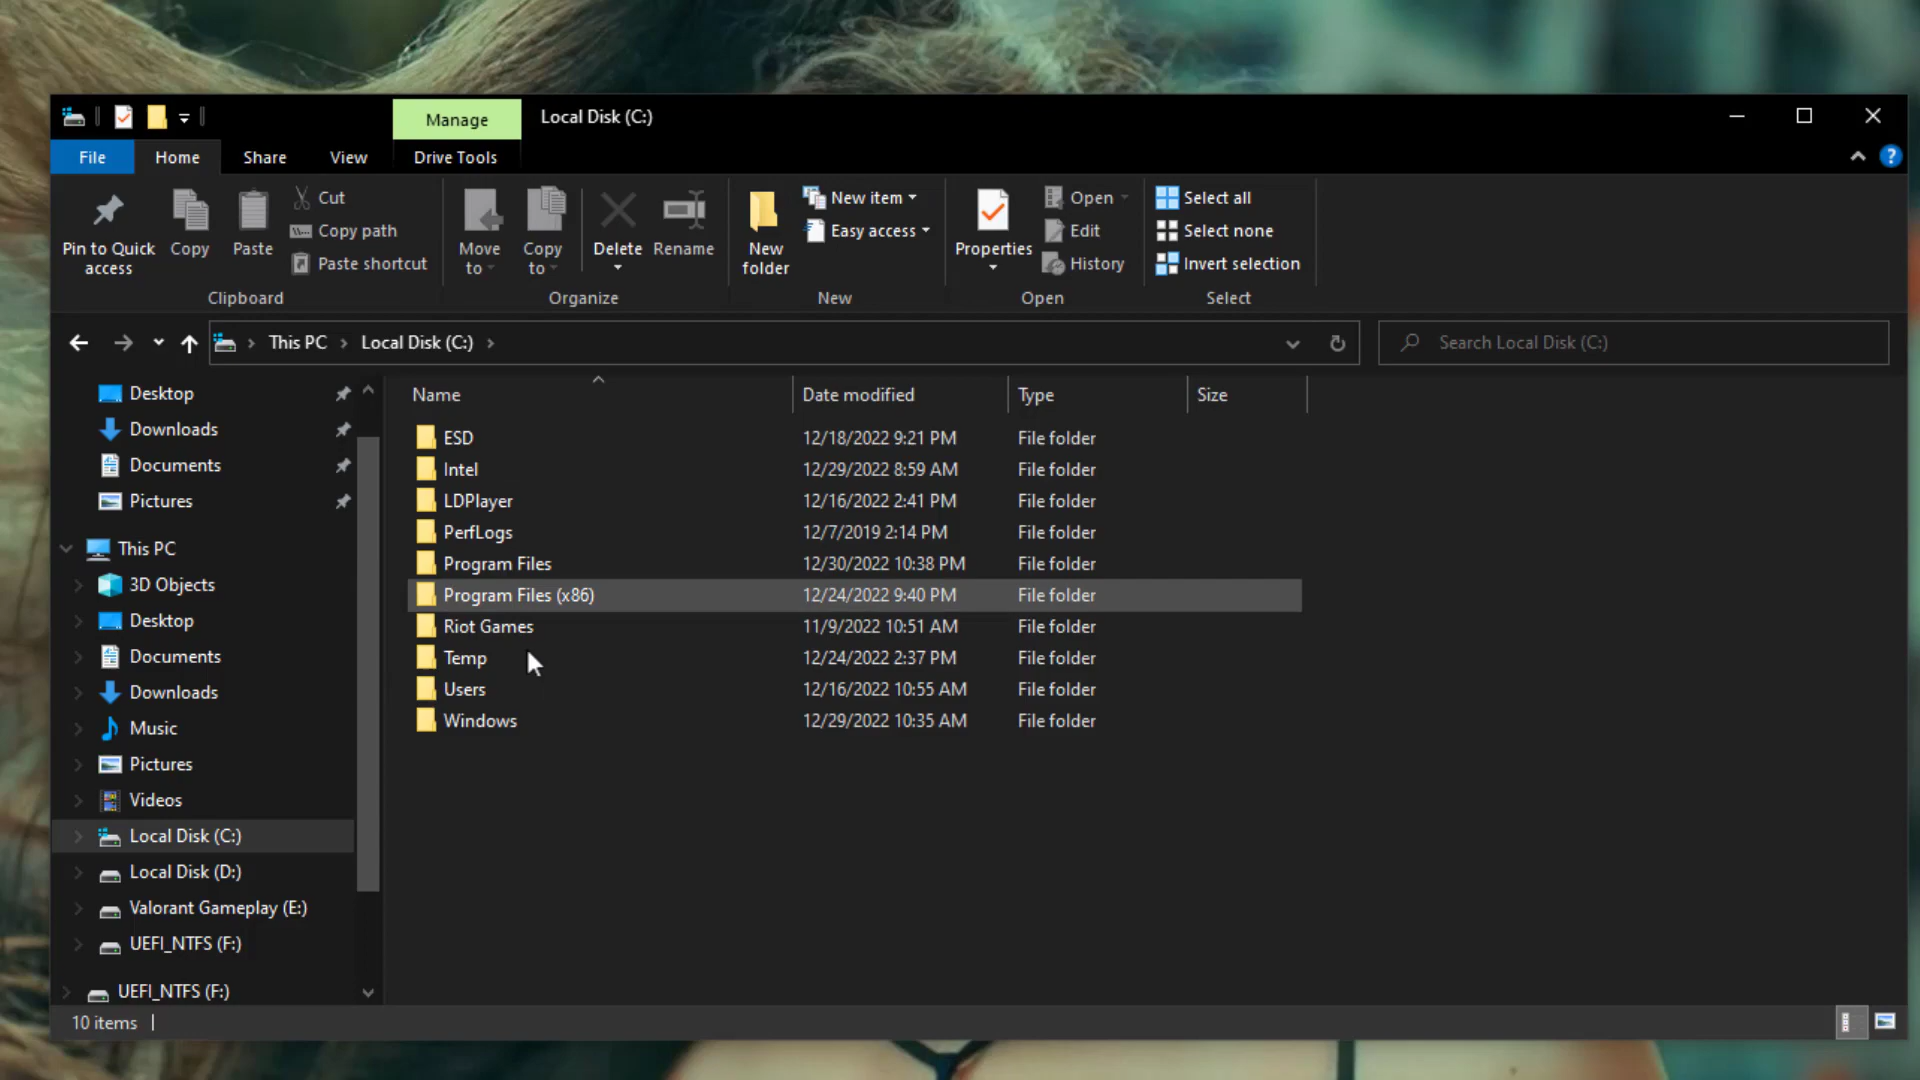 Manage
Local Disk (C:)
File
Home
Share
View
Drive Tools
?
Pin to Quick access
Copy
Paste
Cut
Copy path
Paste shortcut
Clipboard
Move to
Copy to
Delete
Rename
Organize
New folder
New item
Easy access
New
Properties
Open
Edit
History
Open
Select all
Select none
Invert selection
Select
This PC
Local Disk (C:)
Search Local Disk (C:)
Desktop
Downloads
Documents
Pictures
This PC
3D Objects
Desktop
Documents
Downloads
Music
Pictures
Videos
Local Disk (C:)
Local Disk (D:)
Valorant Gameplay (E:)
UEFI_NTFS (F:)
UEFI_NTFS (F:)
Name Date modified Type Size
ESD 12/18/2022 9:21 PM File folder
Intel 12/29/2022 8:59 AM File folder
LDPlayer 12/16/2022 2:41 PM File folder
PerfLogs 12/7/2019 2:14 PM File folder
Program Files 12/30/2022 10:38 PM File folder
Program Files (x86) 12/24/2022 9:40 PM File folder
Riot Games 11/9/2022 10:51 AM File folder
Temp 12/24/2022 2:37 PM File folder
Users 12/16/2022 10:55 AM File folder
Windows 12/29/2022 10:35 AM File folder
10 items